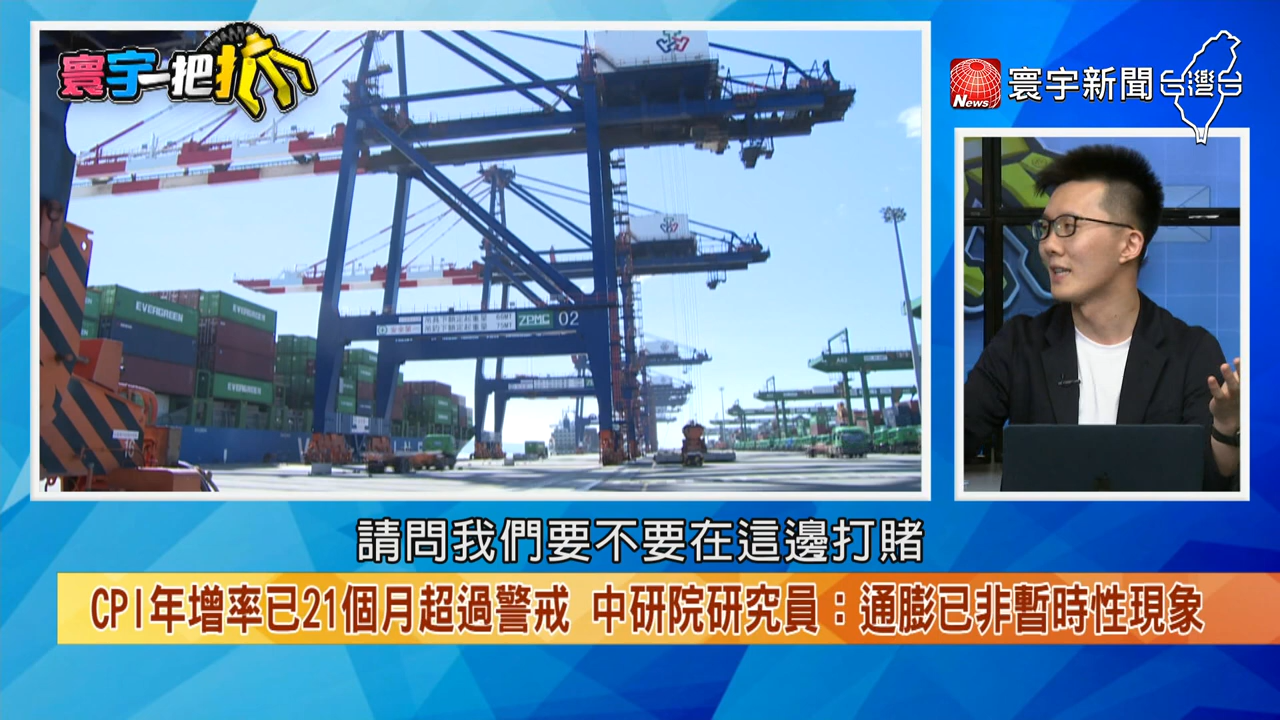 寰宇一把抓
News
寰宇新聞
台灣台
EVERGREEN
EVERGREEN
EVERGREEN
EVERGREEN
ZPMC
02
請問我們要不要在這邊打賭
CPI年增率已21個月超過警戒 中研院研究員：通膨已非暫時性現象